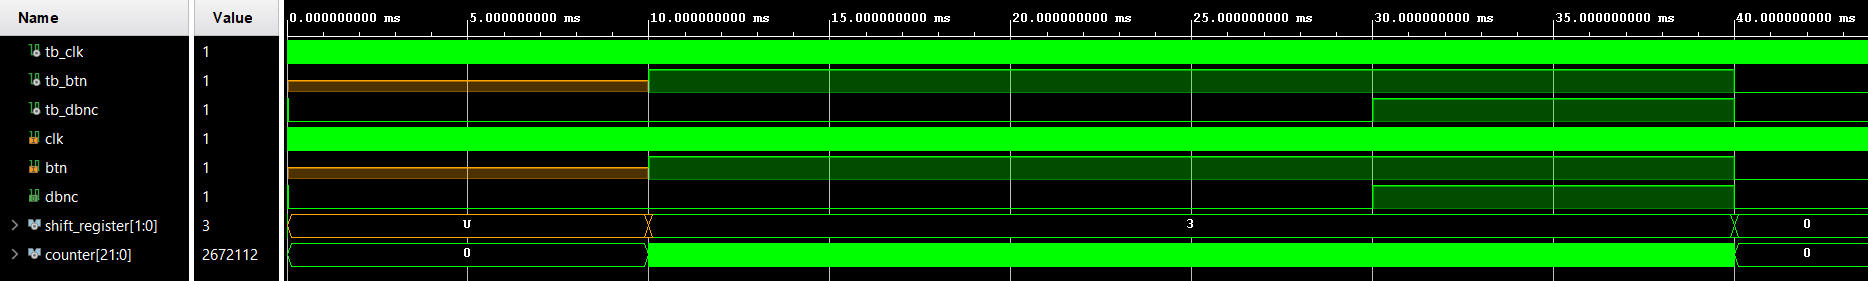 Name Value 0.000000000 ms 5.000000000 ms 10.000000000 ms 15.000000000 ms 20.000000000 ms 25.000000000 ms 30.000000000 ms 35.000000000 ms 40.000000000 ms
tb_clk 1
tb_btn 1
tb_dbnc 1
clk 1
btn 1
dbnc 1
shift_register[1:0] 3 U 3 0
counter[21:0] 2672112 0 0